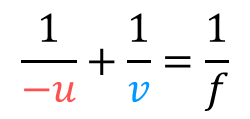 1/−u + 1/v = 1/f